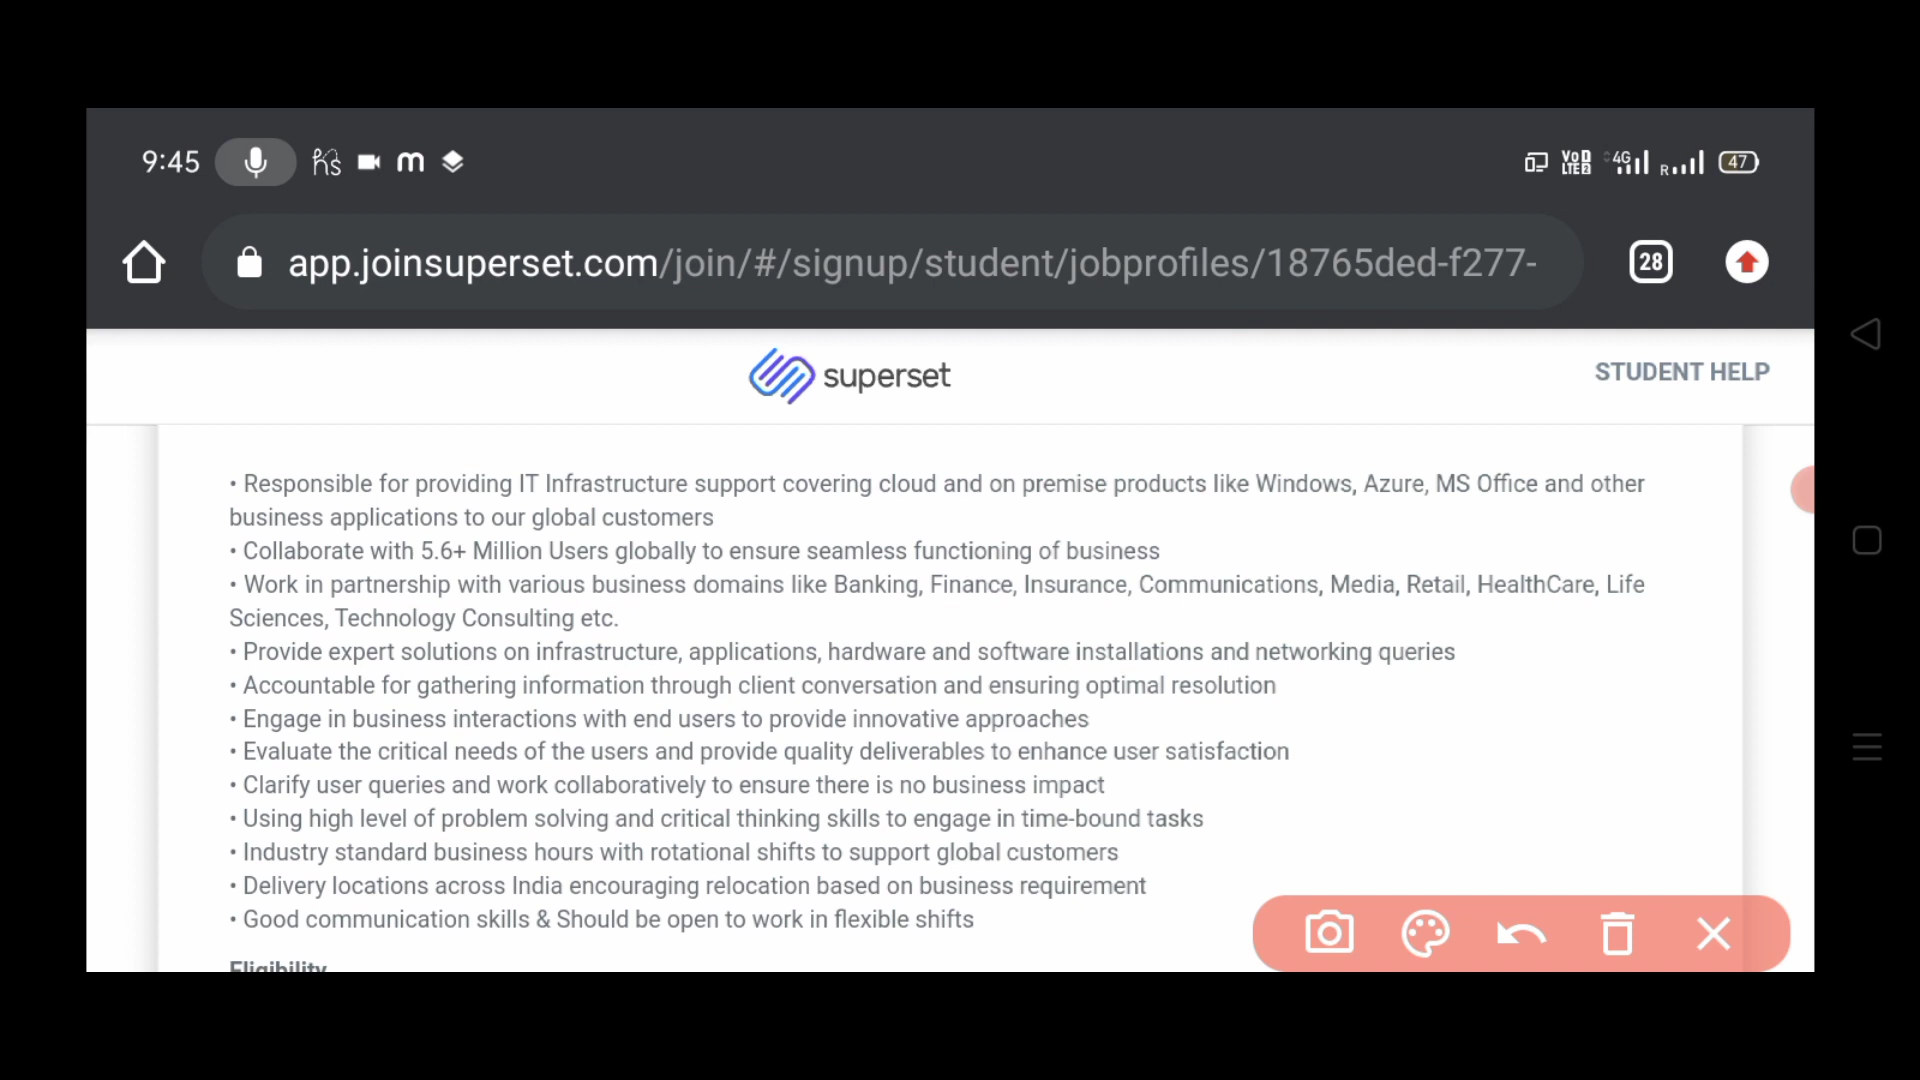 9:45 Ks m VoD LTE2 4G R 47
app.joinsuperset.com/join/#/signup/student/jobprofiles/18765ded-f277- 28
superset STUDENT HELP
• Responsible for providing IT Infrastructure support covering cloud and on premise products like Windows, Azure, MS Office and other
business applications to our global customers
• Collaborate with 5.6+ Million Users globally to ensure seamless functioning of business
• Work in partnership with various business domains like Banking, Finance, Insurance, Communications, Media, Retail, HealthCare, Life
Sciences, Technology Consulting etc.
• Provide expert solutions on infrastructure, applications, hardware and software installations and networking queries
• Accountable for gathering information through client conversation and ensuring optimal resolution
• Engage in business interactions with end users to provide innovative approaches
• Evaluate the critical needs of the users and provide quality deliverables to enhance user satisfaction
• Clarify user queries and work collaboratively to ensure there is no business impact
• Using high level of problem solving and critical thinking skills to engage in time-bound tasks
• Industry standard business hours with rotational shifts to support global customers
• Delivery locations across India encouraging relocation based on business requirement
• Good communication skills & Should be open to work in flexible shifts
Eligibility